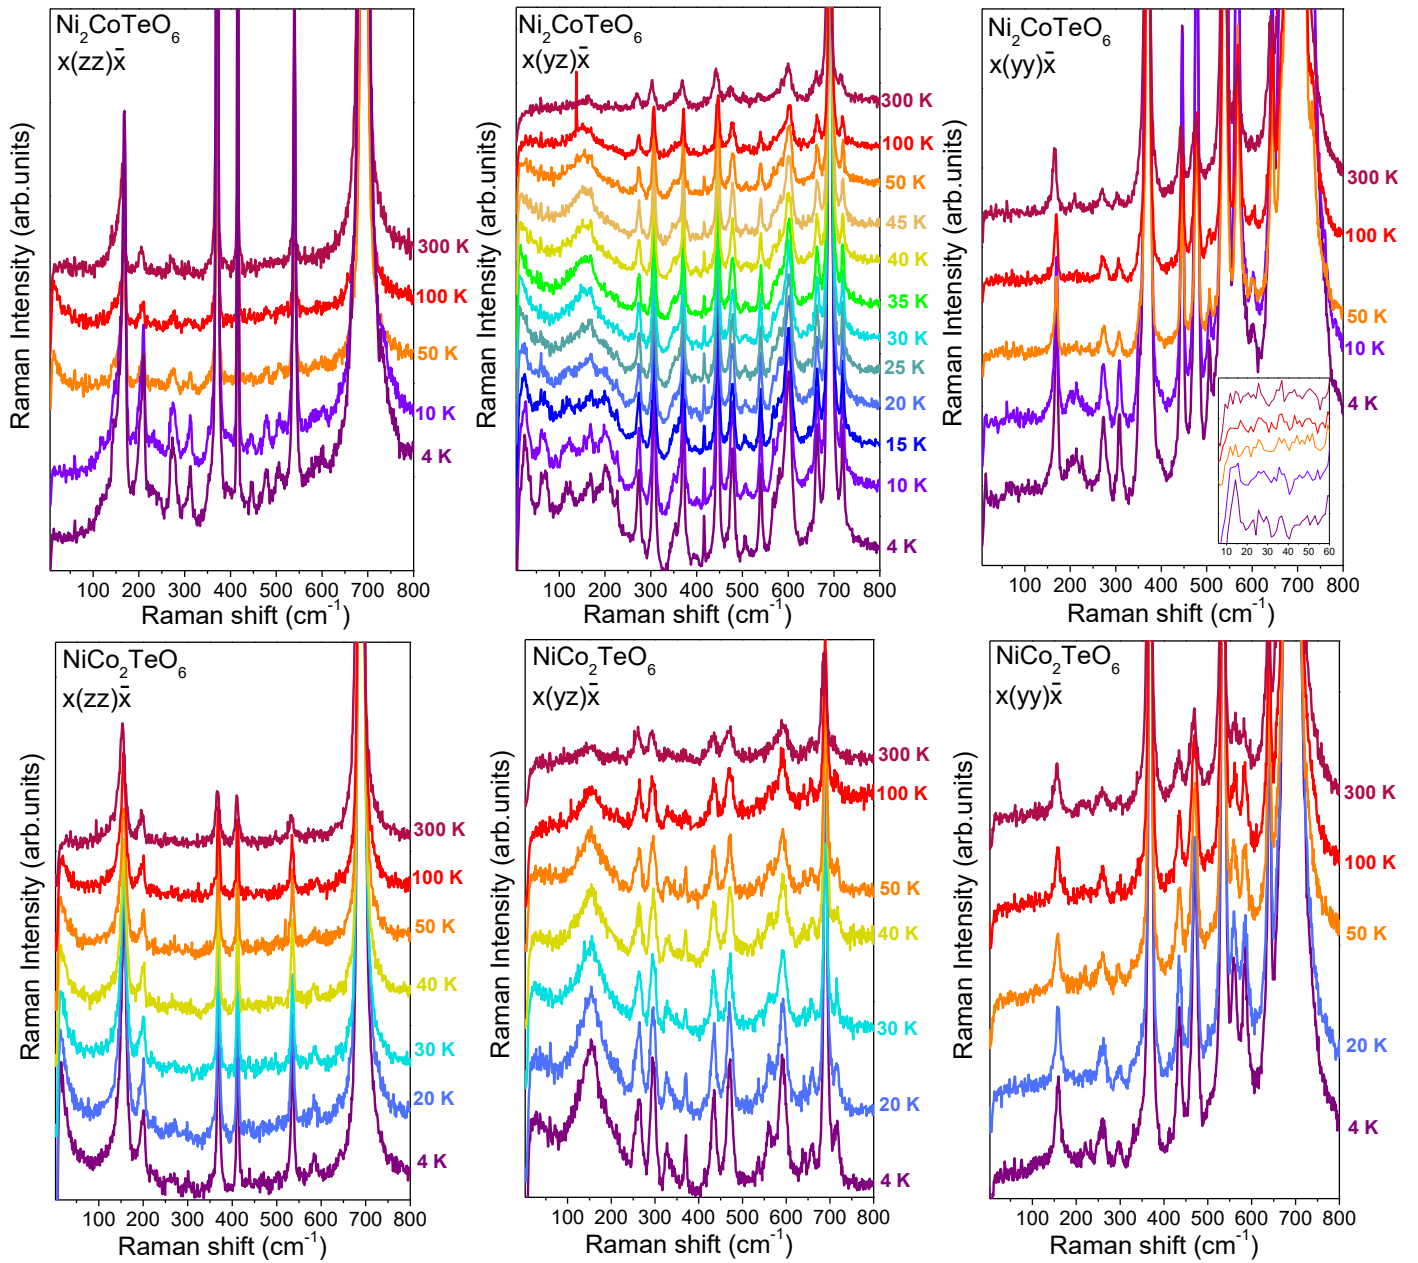 Ni₂CoTeO₆
x(zz)x̄
300 K
100 K
50 K
10 K
4 K
100 200 300 400 500 600 700 800
Raman shift (cm⁻¹)
Raman Intensity (arb.units)
Ni₂CoTeO₆
x(yz)x̄
300 K
100 K
50 K
45 K
40 K
35 K
30 K
25 K
20 K
15 K
10 K
4 K
100 200 300 400 500 600 700 800
Raman shift (cm⁻¹)
Raman Intensity (arb.units)
Ni₂CoTeO₆
x(yy)x̄
300 K
100 K
50 K
10 K
4 K
10 20 30 40 50 60
100 200 300 400 500 600 700 800
Raman shift (cm⁻¹)
Raman Intensity (arb.units)
NiCo₂TeO₆
x(zz)x̄
300 K
100 K
50 K
40 K
30 K
20 K
4 K
100 200 300 400 500 600 700 800
Raman shift (cm⁻¹)
Raman Intensity (arb.units)
NiCo₂TeO₆
x(yz)x̄
300 K
100 K
50 K
40 K
30 K
20 K
4 K
100 200 300 400 500 600 700 800
Raman shift (cm⁻¹)
Raman Intensity (arb.units)
NiCo₂TeO₆
x(yy)x̄
300 K
100 K
50 K
20 K
4 K
100 200 300 400 500 600 700 800
Raman shift (cm⁻¹)
Raman Intensity (arb.units)